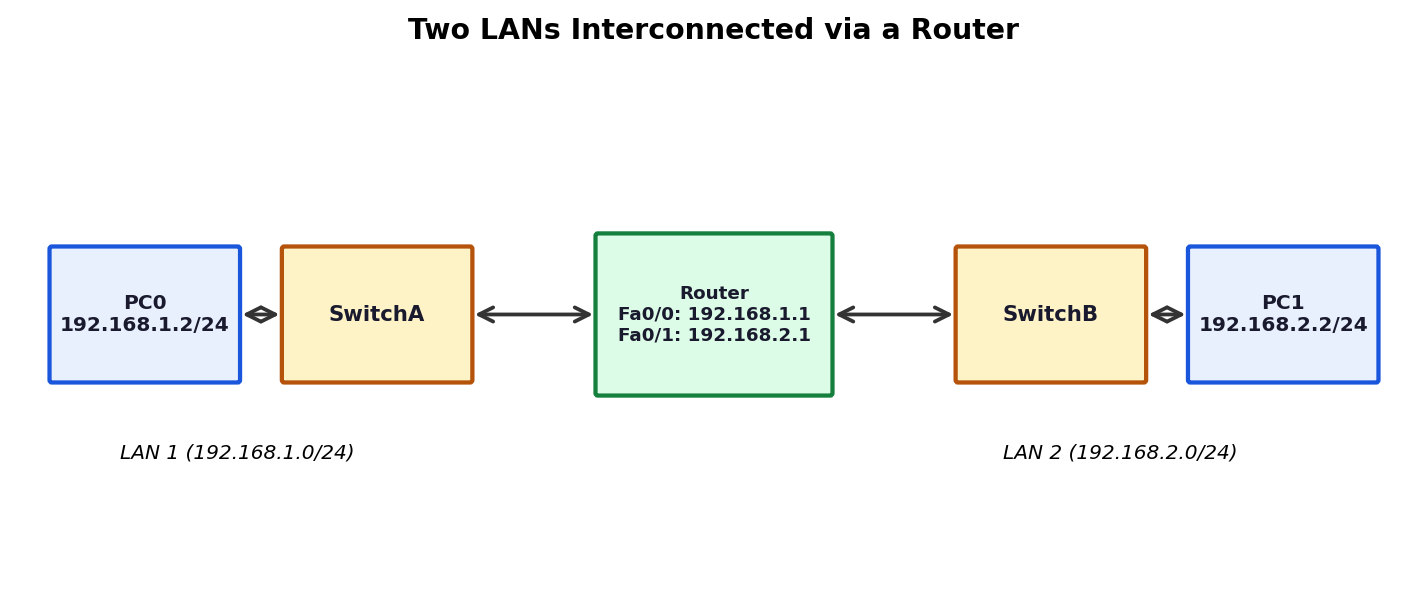 Two LANs Interconnected via a Router
PC0
192.168.1.2/24
SwitchA
Router
Fa0/0: 192.168.1.1
Fa0/1: 192.168.2.1
SwitchB
PC1
192.168.2.2/24
LAN 1 (192.168.1.0/24)
LAN 2 (192.168.2.0/24)